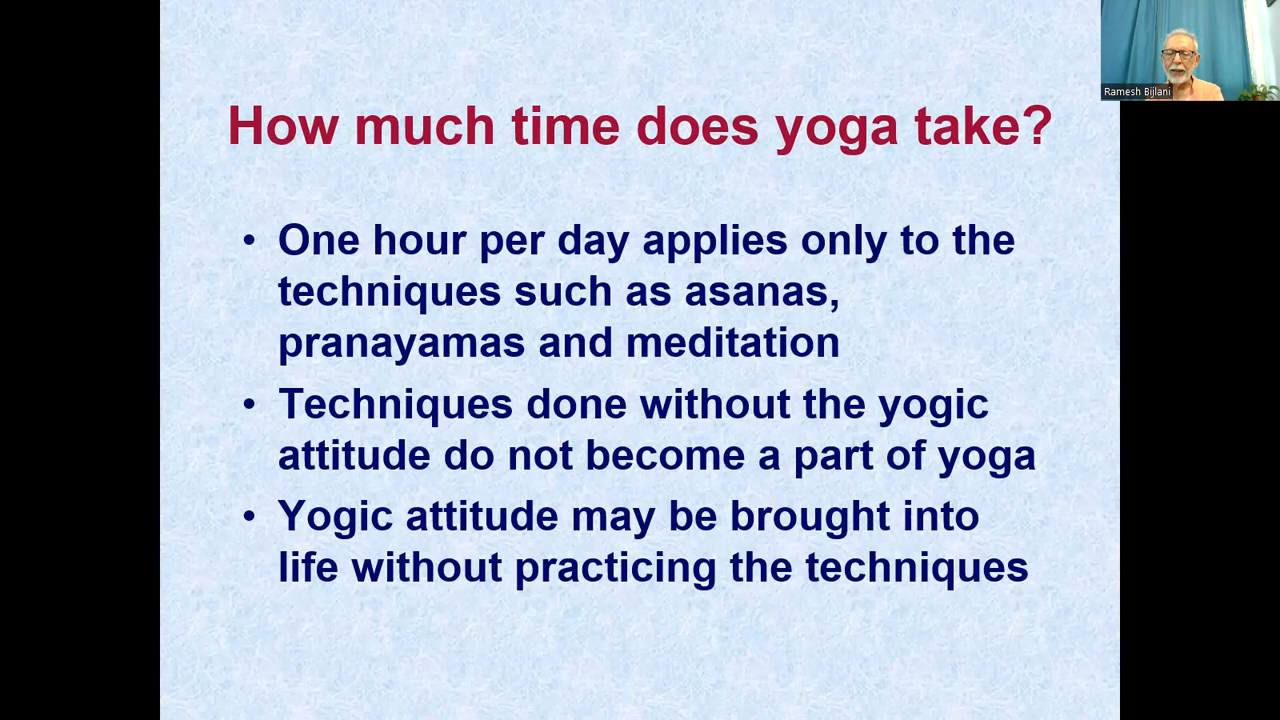 Ramesh Bijlani
How much time does yoga take?
• One hour per day applies only to the
techniques such as asanas,
pranayamas and meditation
• Techniques done without the yogic
attitude do not become a part of yoga
• Yogic attitude may be brought into
life without practicing the techniques